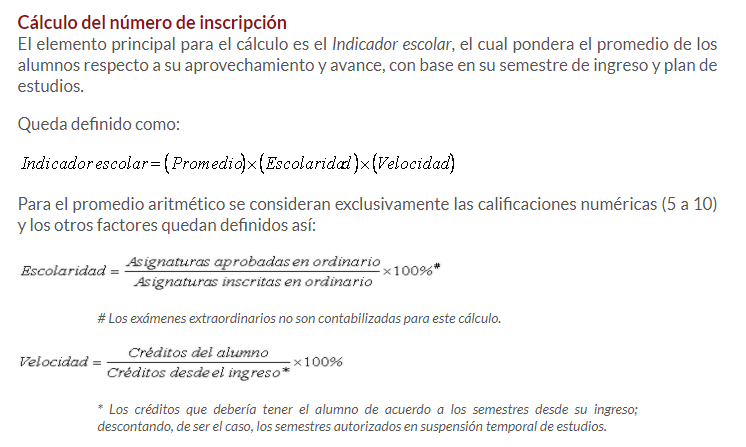 Cálculo del número de inscripción
El elemento principal para el cálculo es el Indicador escolar, el cual pondera el promedio de los
alumnos respecto a su aprovechamiento y avance, con base en su semestre de ingreso y plan de
estudios.
Queda definido como:
Indicador escolar = (Promedio)×(Escolaridad)×(Velocidad)
Para el promedio aritmético se consideran exclusivamente las calificaciones numéricas (5 a 10)
y los otros factores quedan definidos así:
Escolaridad = Asignaturas aprobadas en ordinario / Asignaturas inscritas en ordinario ×100%#
# Los exámenes extraordinarios no son contabilizadas para este cálculo.
Velocidad = Créditos del alumno / Créditos desde el ingreso* ×100%
* Los créditos que debería tener el alumno de acuerdo a los semestres desde su ingreso;
descontando, de ser el caso, los semestres autorizados en suspensión temporal de estudios.